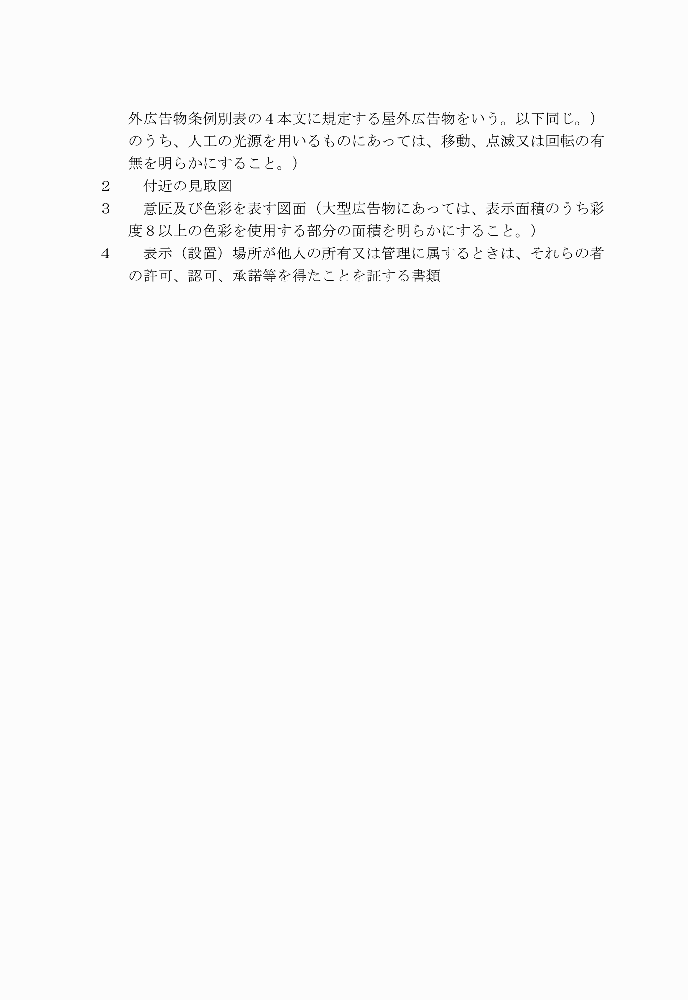 外広告物条例別表の４本文に規定する屋外広告物をいう。以下同じ。）
のうち、人工の光源を用いるものにあっては、移動、点滅又は回転の有
無を明らかにすること。）
２　　付近の見取図
３　　意匠及び色彩を表す図面（大型広告物にあっては、表示面積のうち彩
度８以上の色彩を使用する部分の面積を明らかにすること。）
４　　表示（設置）場所が他人の所有又は管理に属するときは、それらの者
の許可、認可、承諾等を得たことを証する書類